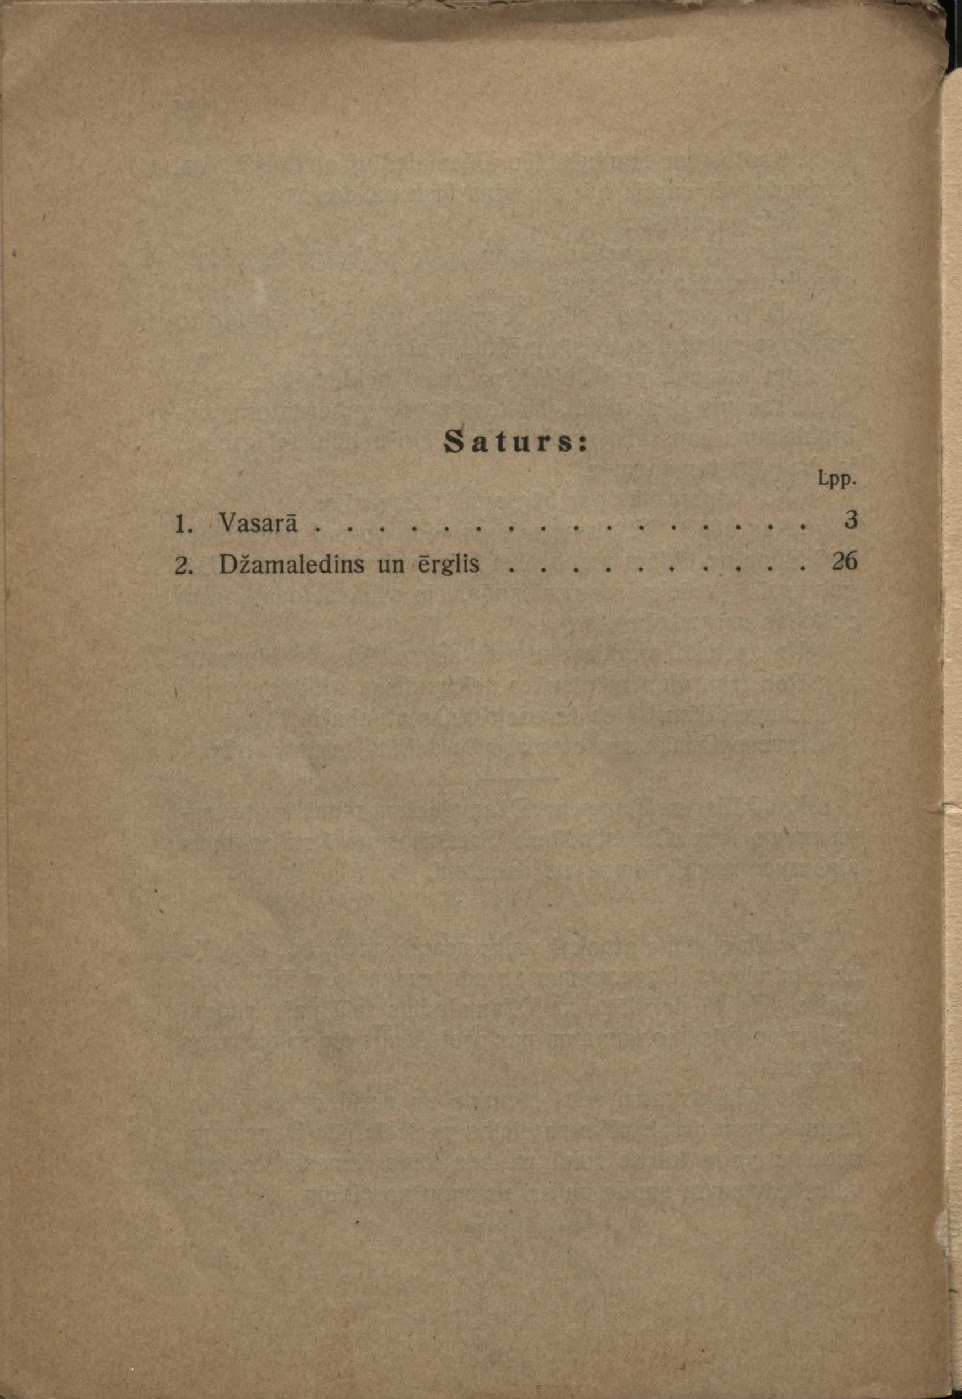 Saturs:
Lpp.
1. Vasarā . . . . . . . . . . . . . . . . 3
2. Džamaledins un ērglis . . . . . . . . . . 26